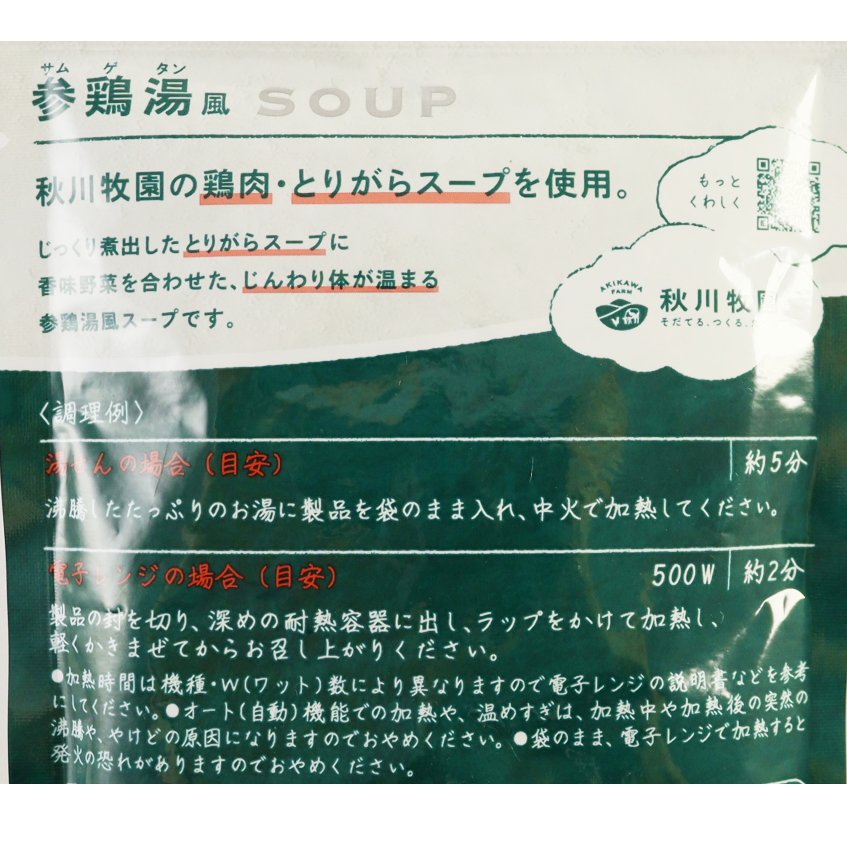 サム ゲ タン
参鶏湯風 SOUP
秋川牧園の鶏肉・とりがらスープを使用。
もっと
くわしく
じっくり煮出したとりがらスープに
香味野菜を合わせた、じんわり体が温まる
参鶏湯風スープです。
AKIKAWA
FARM
秋川牧園
そだてる、つくる、
〈調理例〉
湯せんの場合（目安） 約5分
沸騰したたっぷりのお湯に製品を袋のまま入れ、中火で加熱してください。
電子レンジの場合（目安） 500W 約2分
製品の封を切り、深めの耐熱容器に出し、ラップをかけて加熱し、
軽くかきまぜてからお召し上がりください。
●加熱時間は機種・W(ワット)数により異なりますので電子レンジの説明書などを参考
にしてください。●オート(自動)機能での加熱や、温めすぎは、加熱中や加熱後の突然の
沸騰や、やけどの原因になりますのでおやめください。●袋のまま、電子レンジで加熱すると
発火の恐れがありますのでおやめください。